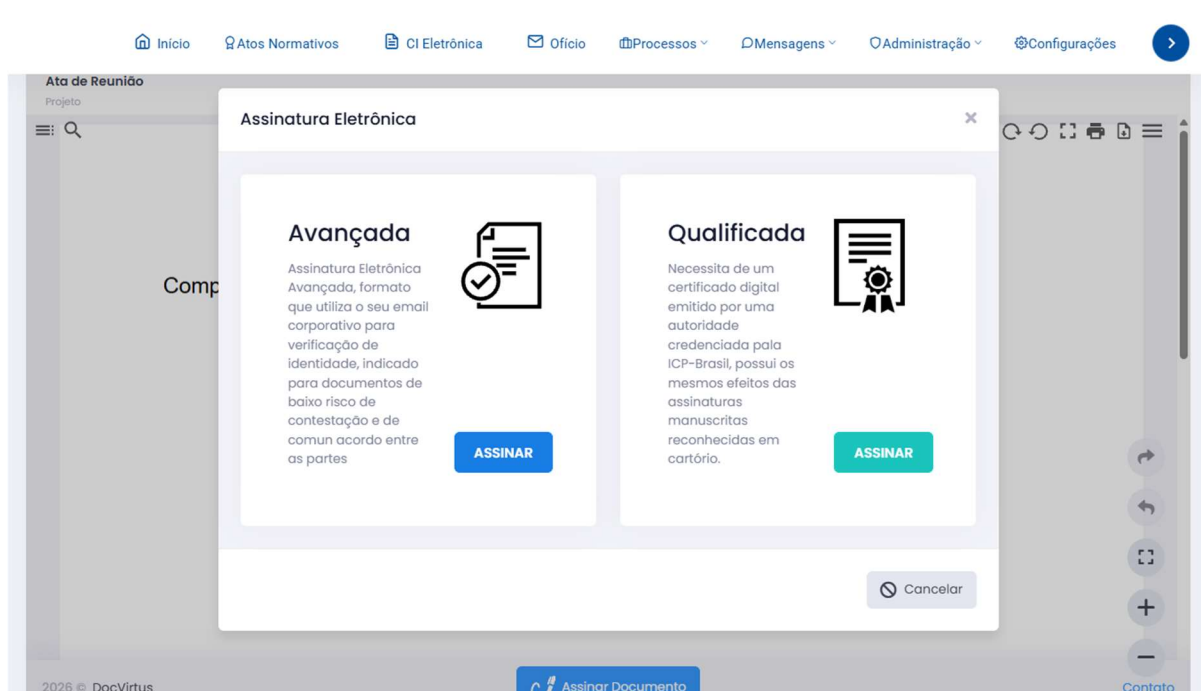 Início
Atos Normativos
CI Eletrônica
Ofício
Processos
Mensagens
Administração
Configurações
Ata de Reunião
Projeto
Assinatura Eletrônica
Comp
Avançada
Assinatura Eletrônica
Avançada, formato
que utiliza o seu email
corporativo para
verificação de
identidade, indicado
para documentos de
baixo risco de
contestação e de
comun acordo entre
as partes
ASSINAR
Qualificada
Necessita de um
certificado digital
emitido por uma
autoridade
credenciada pala
ICP-Brasil, possui os
mesmos efeitos das
assinaturas
manuscritas
reconhecidas em
cartório.
ASSINAR
Cancelar
2026 © DocVirtus
Assinar Documento
Contato